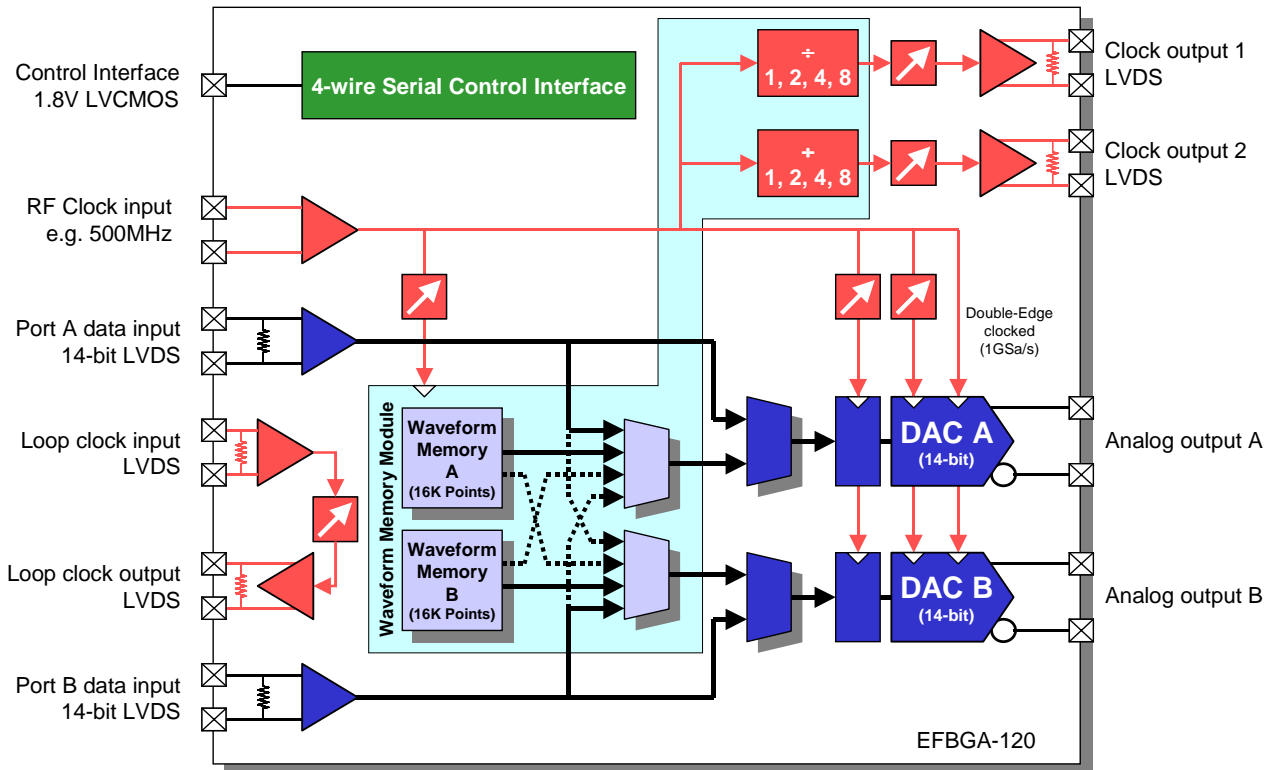 Control Interface
1.8V LVCMOS
4-wire Serial Control Interface
÷
1, 2, 4, 8
Clock output 1
LVDS
÷
1, 2, 4, 8
Clock output 2
LVDS
RF Clock input
e.g. 500MHz
Port A data input
14-bit LVDS
Double-Edge
clocked
(1GSa/s)
Waveform Memory Module
Waveform
Memory
A
(16K Points)
DAC A
(14-bit)
Analog output A
Loop clock input
LVDS
Waveform
Memory
B
(16K Points)
DAC B
(14-bit)
Analog output B
Loop clock output
LVDS
Port B data input
14-bit LVDS
EFBGA-120